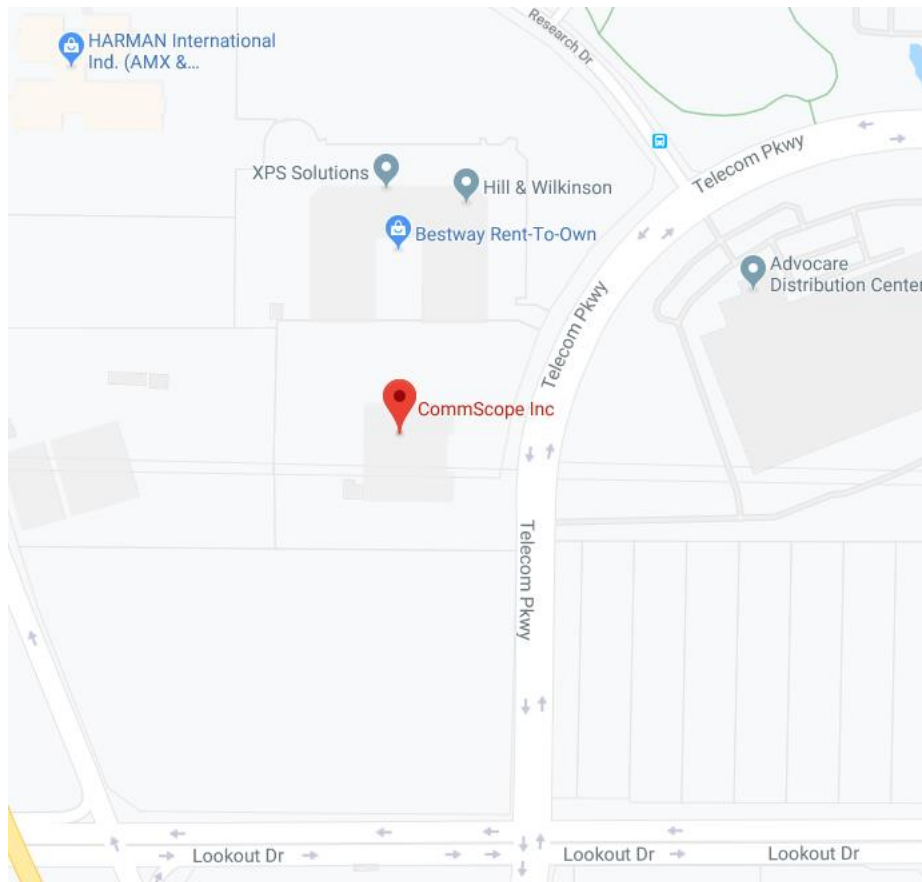 Research Dr
HARMAN International
Ind. (AMX &...
Telecom Pkwy
XPS Solutions
Hill & Wilkinson
Bestway Rent-To-Own
Advocare
Distribution Center
Telecom Pkwy
CommScope Inc
Telecom Pkwy
Lookout Dr
Lookout Dr
Lookout Dr